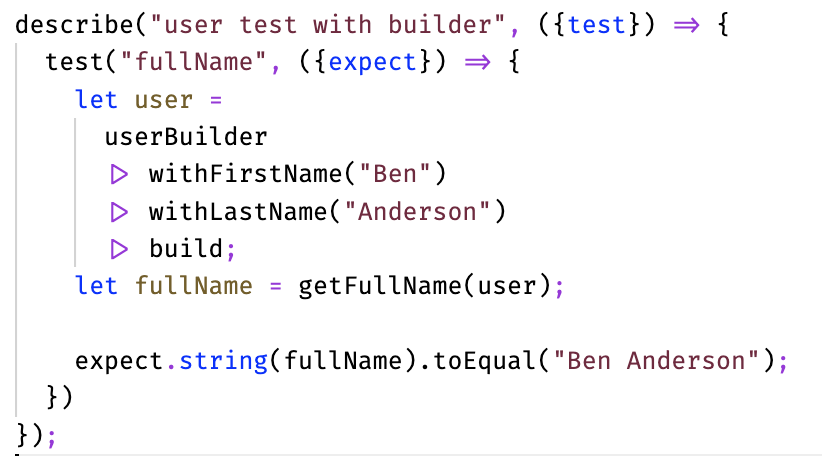 describe("user test with builder", ({test}) => {
  test("fullName", ({expect}) => {
    let user =
      userBuilder
      |> withFirstName("Ben")
      |> withLastName("Anderson")
      |> build;
    let fullName = getFullName(user);

    expect.string(fullName).toEqual("Ben Anderson");
  })
});